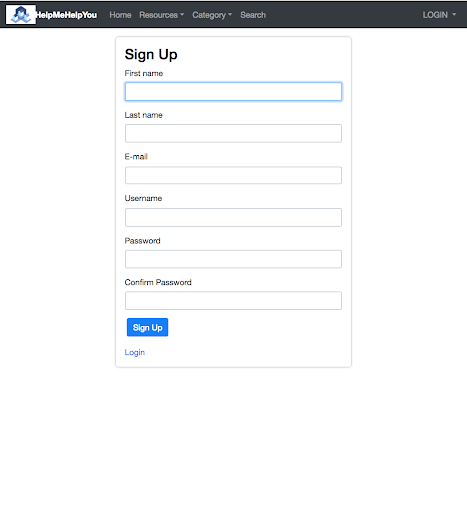 HelpMeHelpYou Home Resources Category Search LOGIN
Sign Up
First name
Last name
E-mail
Username
Password
Confirm Password
Sign Up
Login